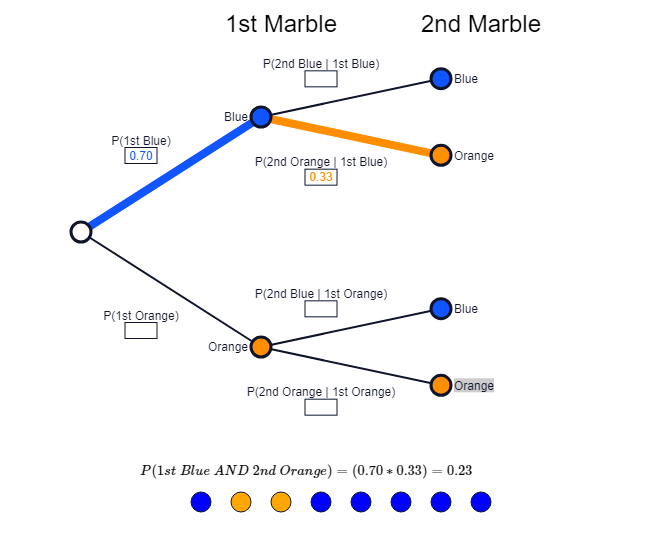 1st Marble 2nd Marble
P(2nd Blue | 1st Blue)
Blue
Blue
P(1st Blue)
0.70
P(2nd Orange | 1st Blue)
Orange
0.33
P(2nd Blue | 1st Orange)
Blue
P(1st Orange)
Orange
Orange
P(2nd Orange | 1st Orange)
P(1st Blue AND 2nd Orange) = (0.70 * 0.33) = 0.23